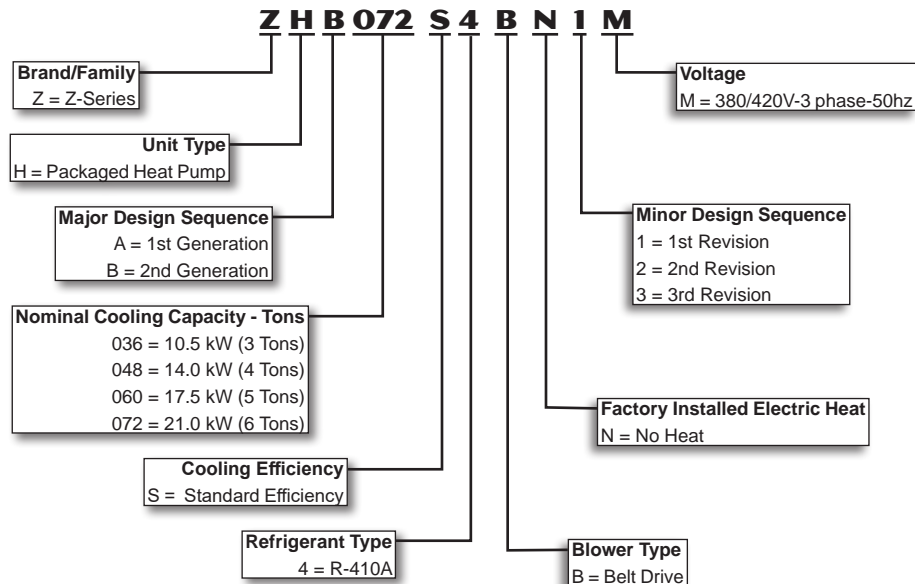 Z H B 072 S 4 B N 1 M
Brand/Family
Z = Z-Series
Unit Type
H = Packaged Heat Pump
Major Design Sequence
A = 1st Generation
B = 2nd Generation
Nominal Cooling Capacity - Tons
036 = 10.5 kW (3 Tons)
048 = 14.0 kW (4 Tons)
060 = 17.5 kW (5 Tons)
072 = 21.0 kW (6 Tons)
Cooling Efficiency
S = Standard Efficiency
Refrigerant Type
4 = R-410A
Voltage
M = 380/420V-3 phase-50hz
Minor Design Sequence
1 = 1st Revision
2 = 2nd Revision
3 = 3rd Revision
Factory Installed Electric Heat
N = No Heat
Blower Type
B = Belt Drive